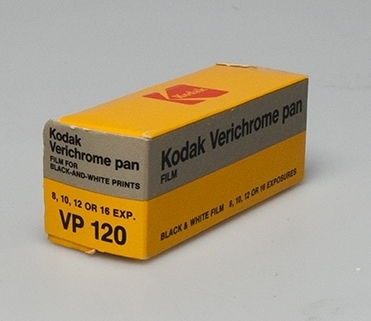 Kodak
Kodak
Verichrome pan
FILM FOR
BLACK-AND-WHITE PRINTS
8, 10, 12 OR 16 EXP.
VP 120
Kodak Verichrome pan
FILM
BLACK & WHITE FILM 8, 10, 12 OR 16 EXPOSURES